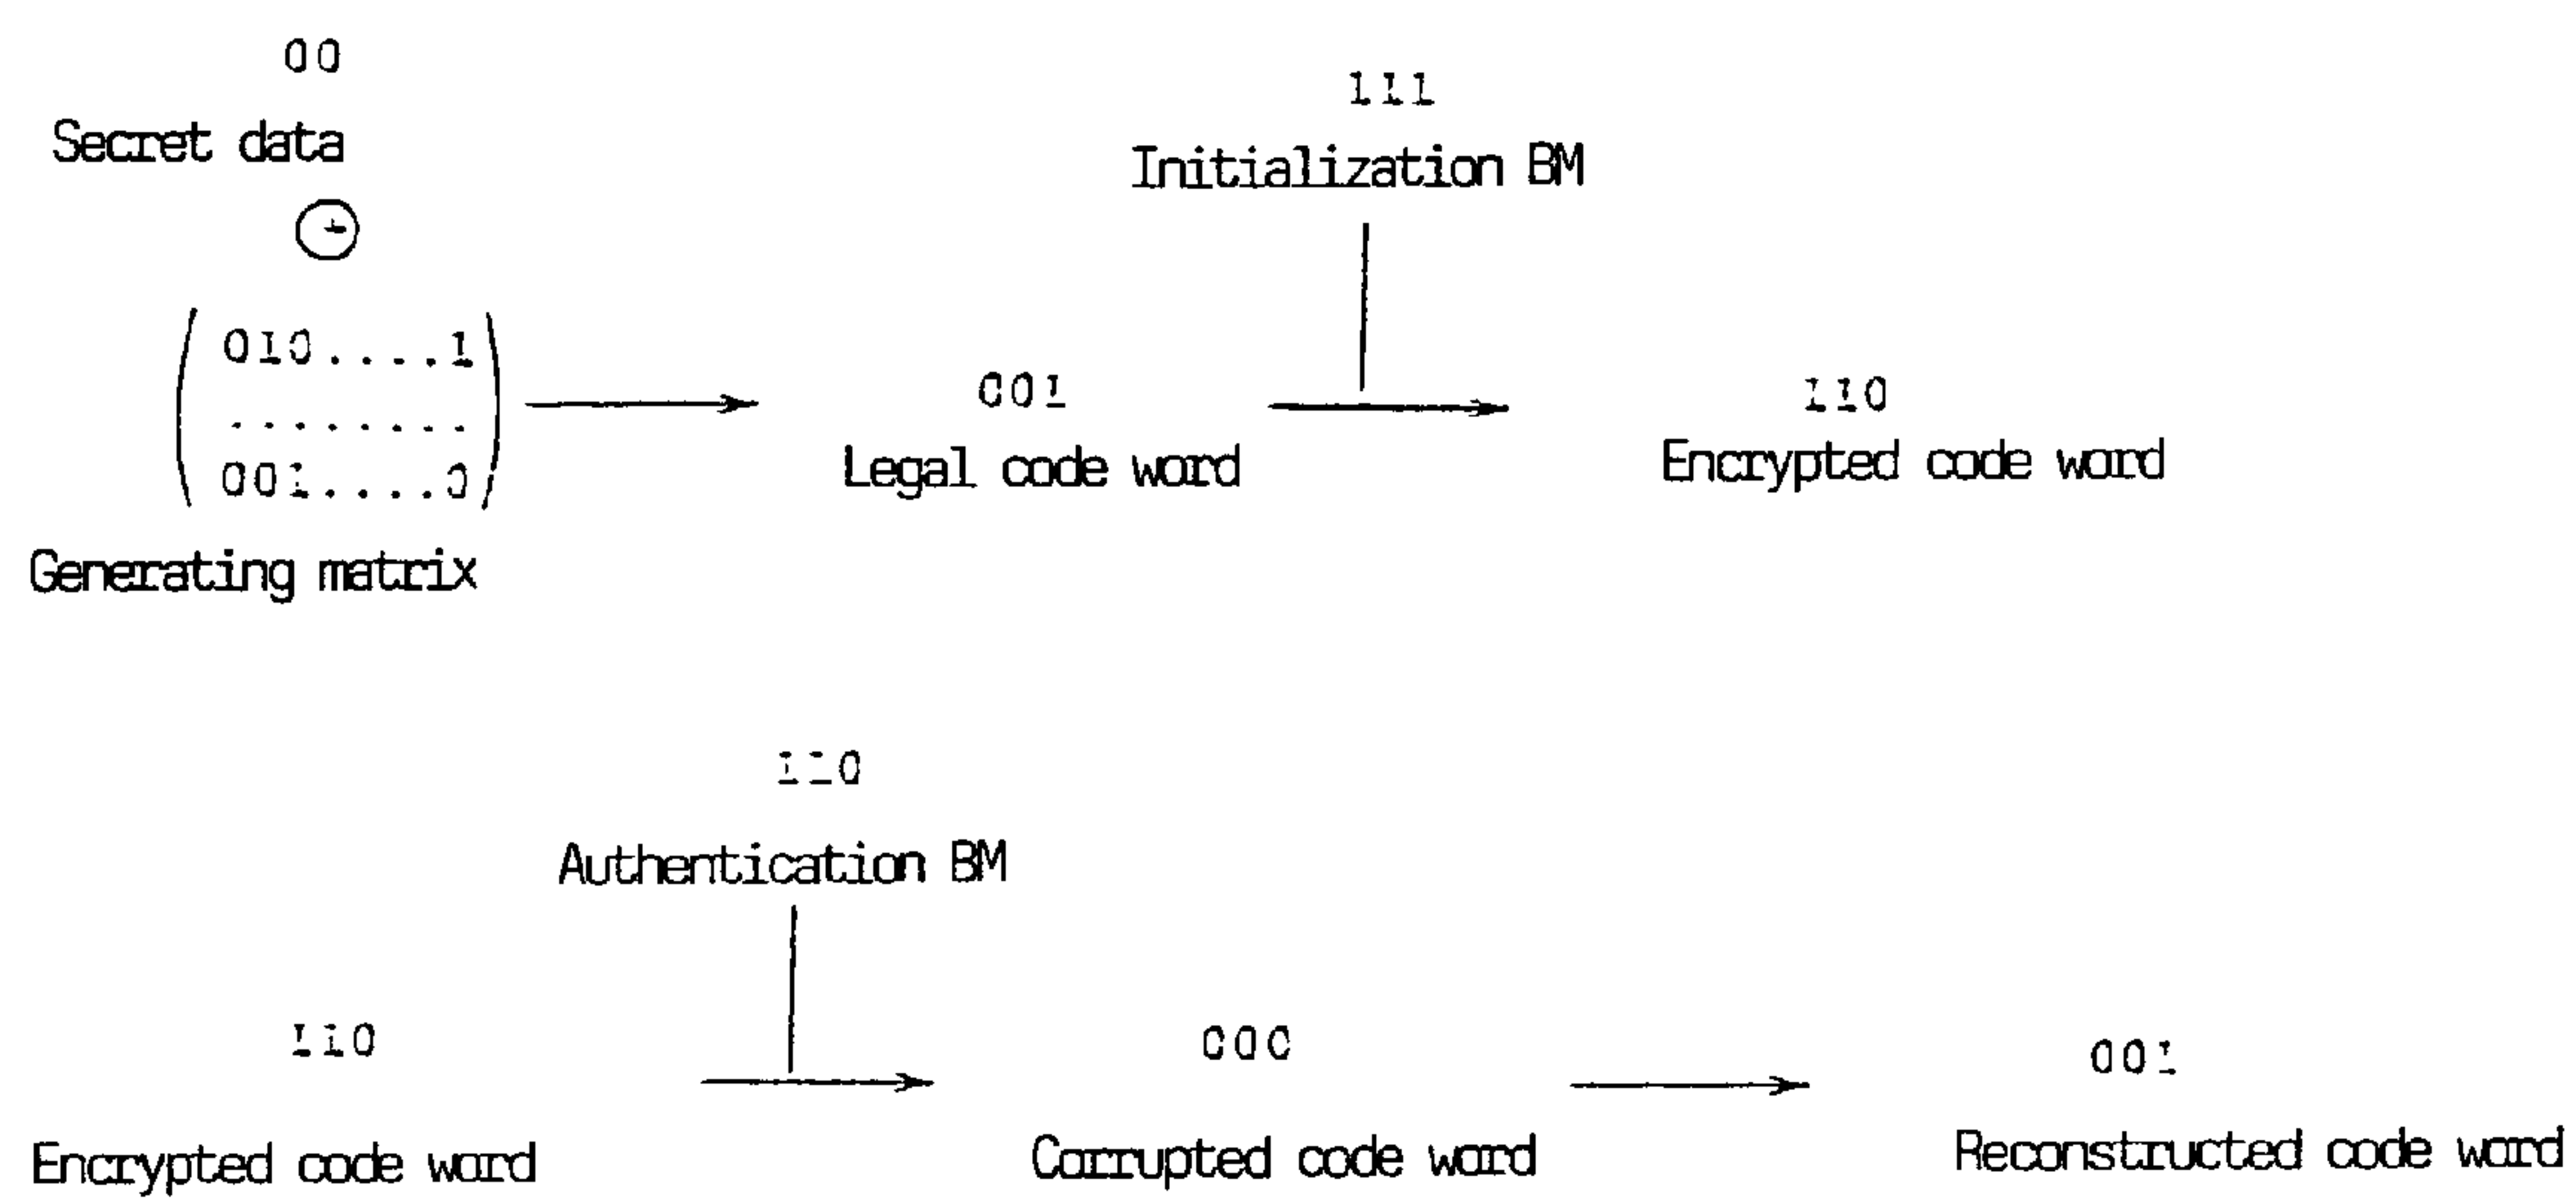 00
Secret data
+
010....1
........
001....0
Generating matrix
001
Legal code word
111
Initialization BM
110
Encrypted code word
110
Authentication BM
110
Encrypted code word
000
Corrupted code word
001
Reconstructed code word